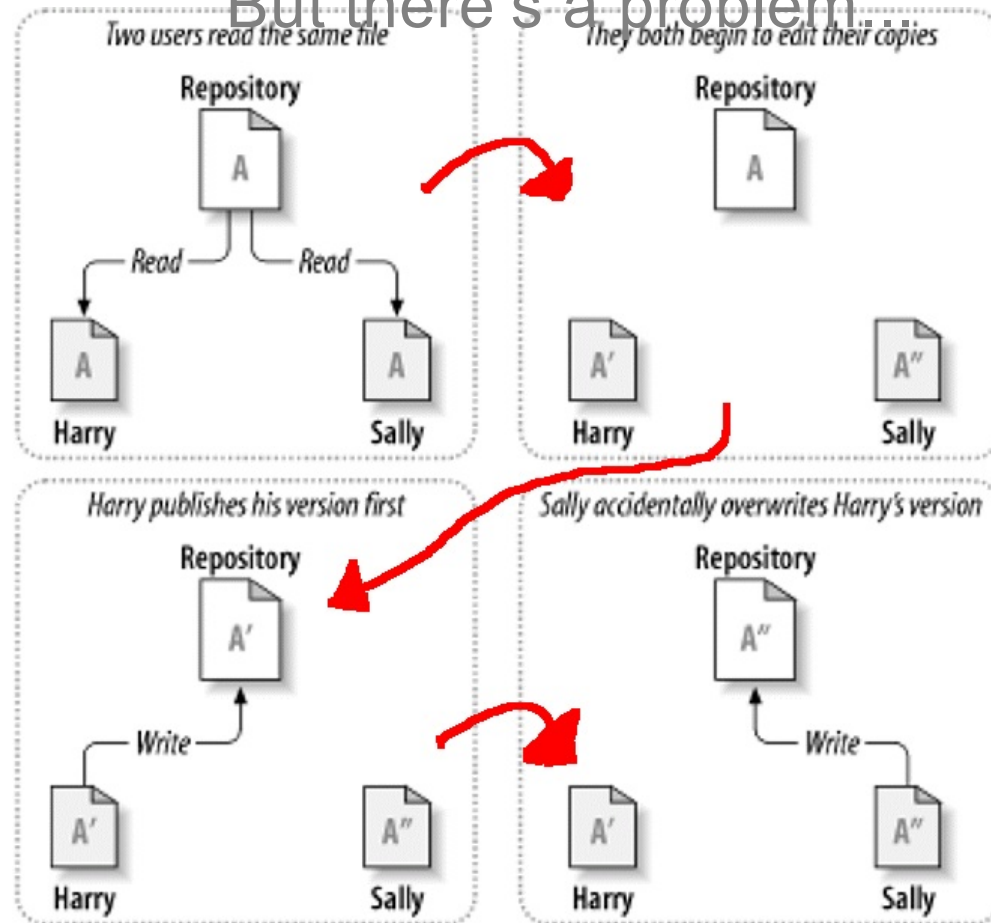 But there's a problem...
Two users read the same file
Repository
A
Read
Read
A
A
Harry
Sally
They both begin to edit their copies
Repository
A
A′
A″
Harry
Sally
Harry publishes his version first
Repository
A′
Write
A′
A″
Harry
Sally
Sally accidentally overwrites Harry's version
Repository
A″
Write
A′
A″
Harry
Sally